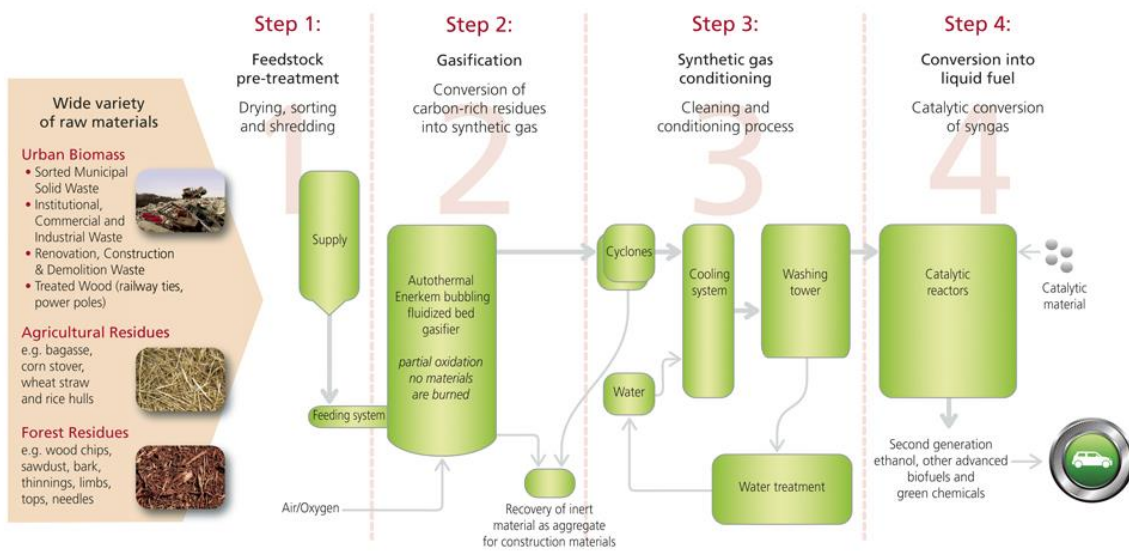 Wide variety
of raw materials
Urban Biomass
• Sorted Municipal
Solid Waste
• Institutional,
Commercial and
Industrial Waste
• Renovation, Construction
& Demolition Waste
• Treated Wood (railway ties,
power poles)
Agricultural Residues
e.g. bagasse,
corn stover,
wheat straw
and rice hulls
Forest Residues
e.g. wood chips,
sawdust, bark,
thinnings, limbs,
tops, needles
Step 1:
Feedstock
pre-treatment
Drying, sorting
and shredding
1
Supply
Feeding system
Air/Oxygen
Step 2:
Gasification
Conversion of
carbon-rich residues
into synthetic gas
2
Autothermal
Enerkem bubbling
fluidized bed
gasifier
partial oxidation
no materials
are burned
Recovery of inert
material as aggregate
for construction materials
Step 3:
Synthetic gas
conditioning
Cleaning and
conditioning process
3
Cyclones
Cooling
system
Washing
tower
Water
Water treatment
Step 4:
Conversion into
liquid fuel
Catalytic conversion
of syngas
4
Catalytic
reactors
Catalytic
material
Second generation
ethanol, other advanced
biofuels and
green chemicals